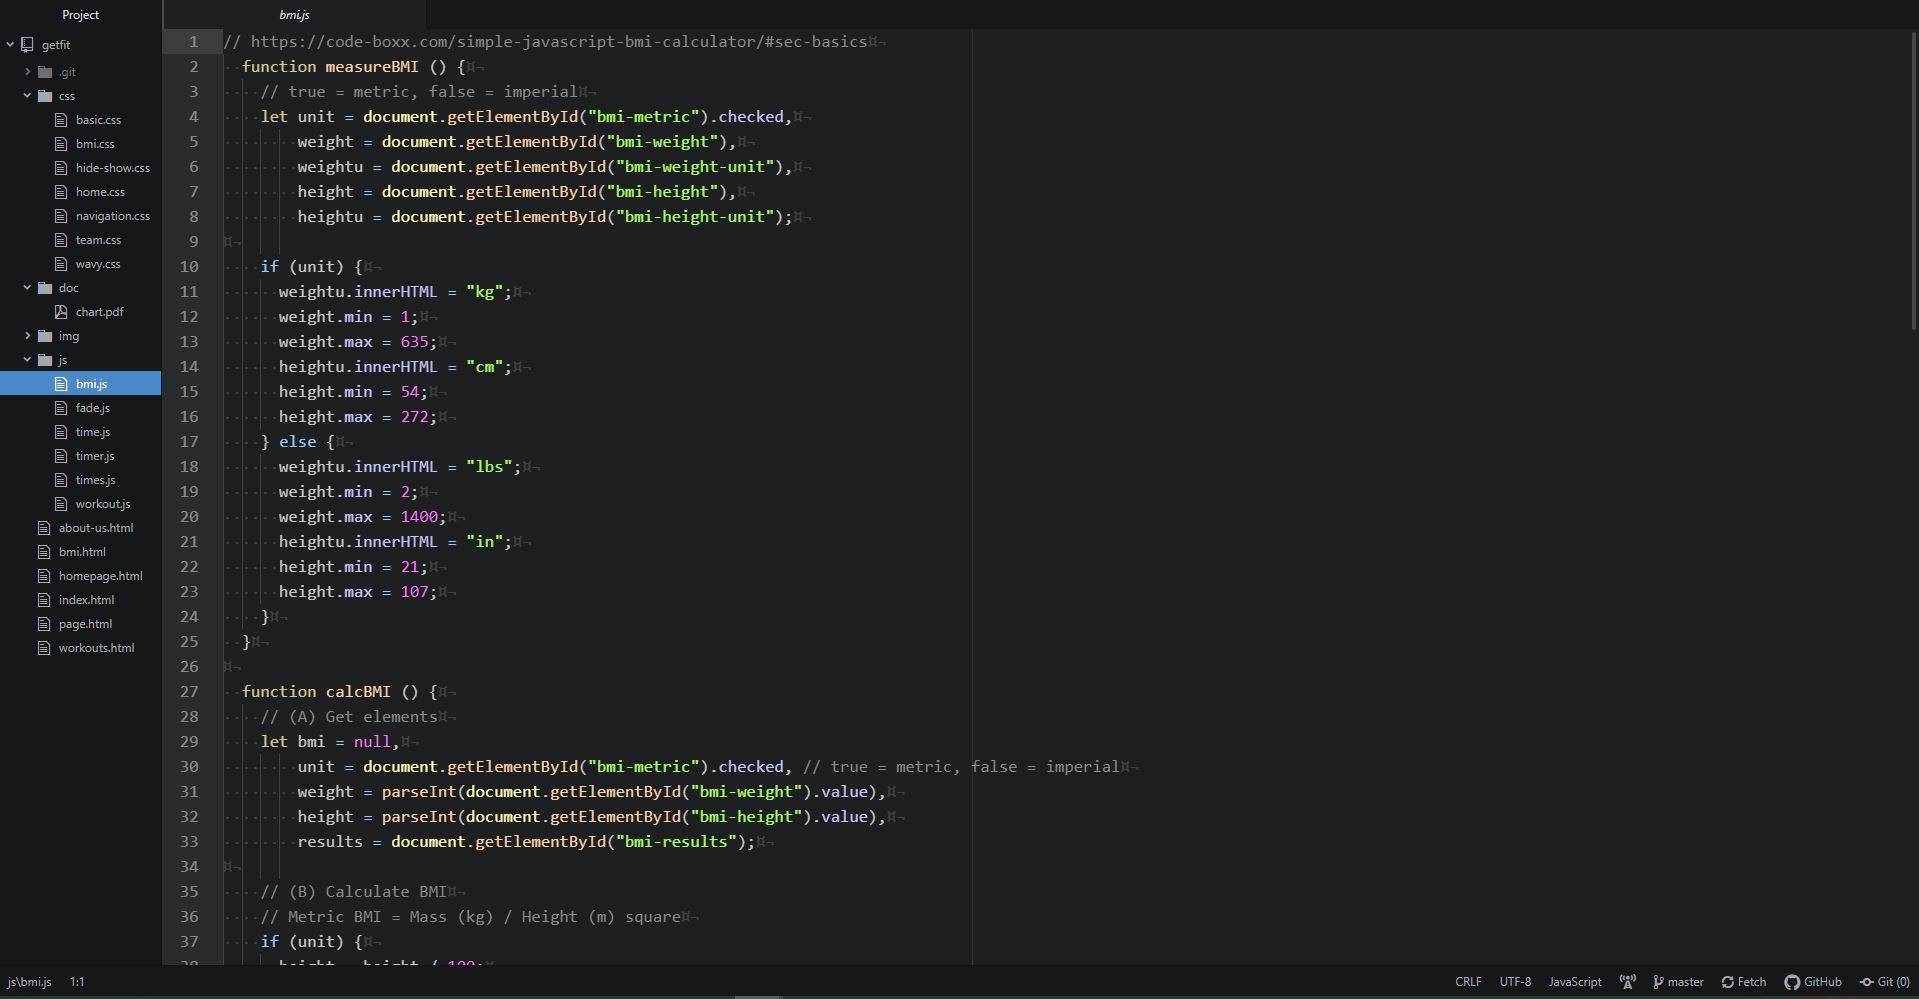 Project
getfit
.git
css
basic.css
bmi.css
hide-show.css
home.css
navigation.css
team.css
wavy.css
doc
chart.pdf
img
js
bmi.js
fade.js
time.js
timer.js
times.js
workout.js
about-us.html
bmi.html
homepage.html
index.html
page.html
workouts.html
bmi.js
1 // https://code-boxx.com/simple-javascript-bmi-calculator/#sec-basics
2 function measureBMI () {
3 // true = metric, false = imperial
4 let unit = document.getElementById("bmi-metric").checked,
5 weight = document.getElementById("bmi-weight"),
6 weightu = document.getElementById("bmi-weight-unit"),
7 height = document.getElementById("bmi-height"),
8 heightu = document.getElementById("bmi-height-unit");
9
10 if (unit) {
11 weightu.innerHTML = "kg";
12 weight.min = 1;
13 weight.max = 635;
14 heightu.innerHTML = "cm";
15 height.min = 54;
16 height.max = 272;
17 } else {
18 weightu.innerHTML = "lbs";
19 weight.min = 2;
20 weight.max = 1400;
21 heightu.innerHTML = "in";
22 height.min = 21;
23 height.max = 107;
24 }
25 }
26
27 function calcBMI () {
28 // (A) Get elements
29 let bmi = null,
30 unit = document.getElementById("bmi-metric").checked, // true = metric, false = imperial
31 weight = parseInt(document.getElementById("bmi-weight").value),
32 height = parseInt(document.getElementById("bmi-height").value),
33 results = document.getElementById("bmi-results");
34
35 // (B) Calculate BMI
36 // Metric BMI = Mass (kg) / Height (m) square
37 if (unit) {
38 height = height / 100;
js\bmi.js 1:1 CRLF UTF-8 JavaScript master Fetch GitHub Git (0)